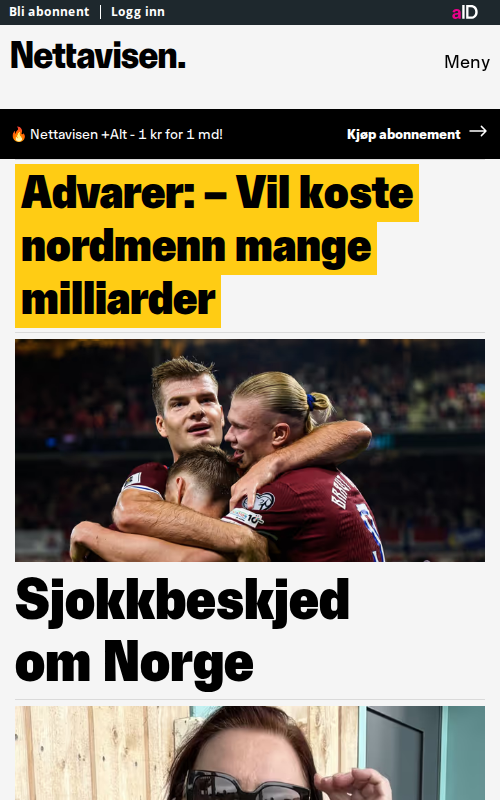 Bli abonnent | Logg inn
aID
Nettavisen.
Meny
🔥 Nettavisen +Alt - 1 kr for 1 md!
Kjøp abonnement →
Advarer: – Vil koste
nordmenn mange
milliarder
Sjokkbeskjed
om Norge